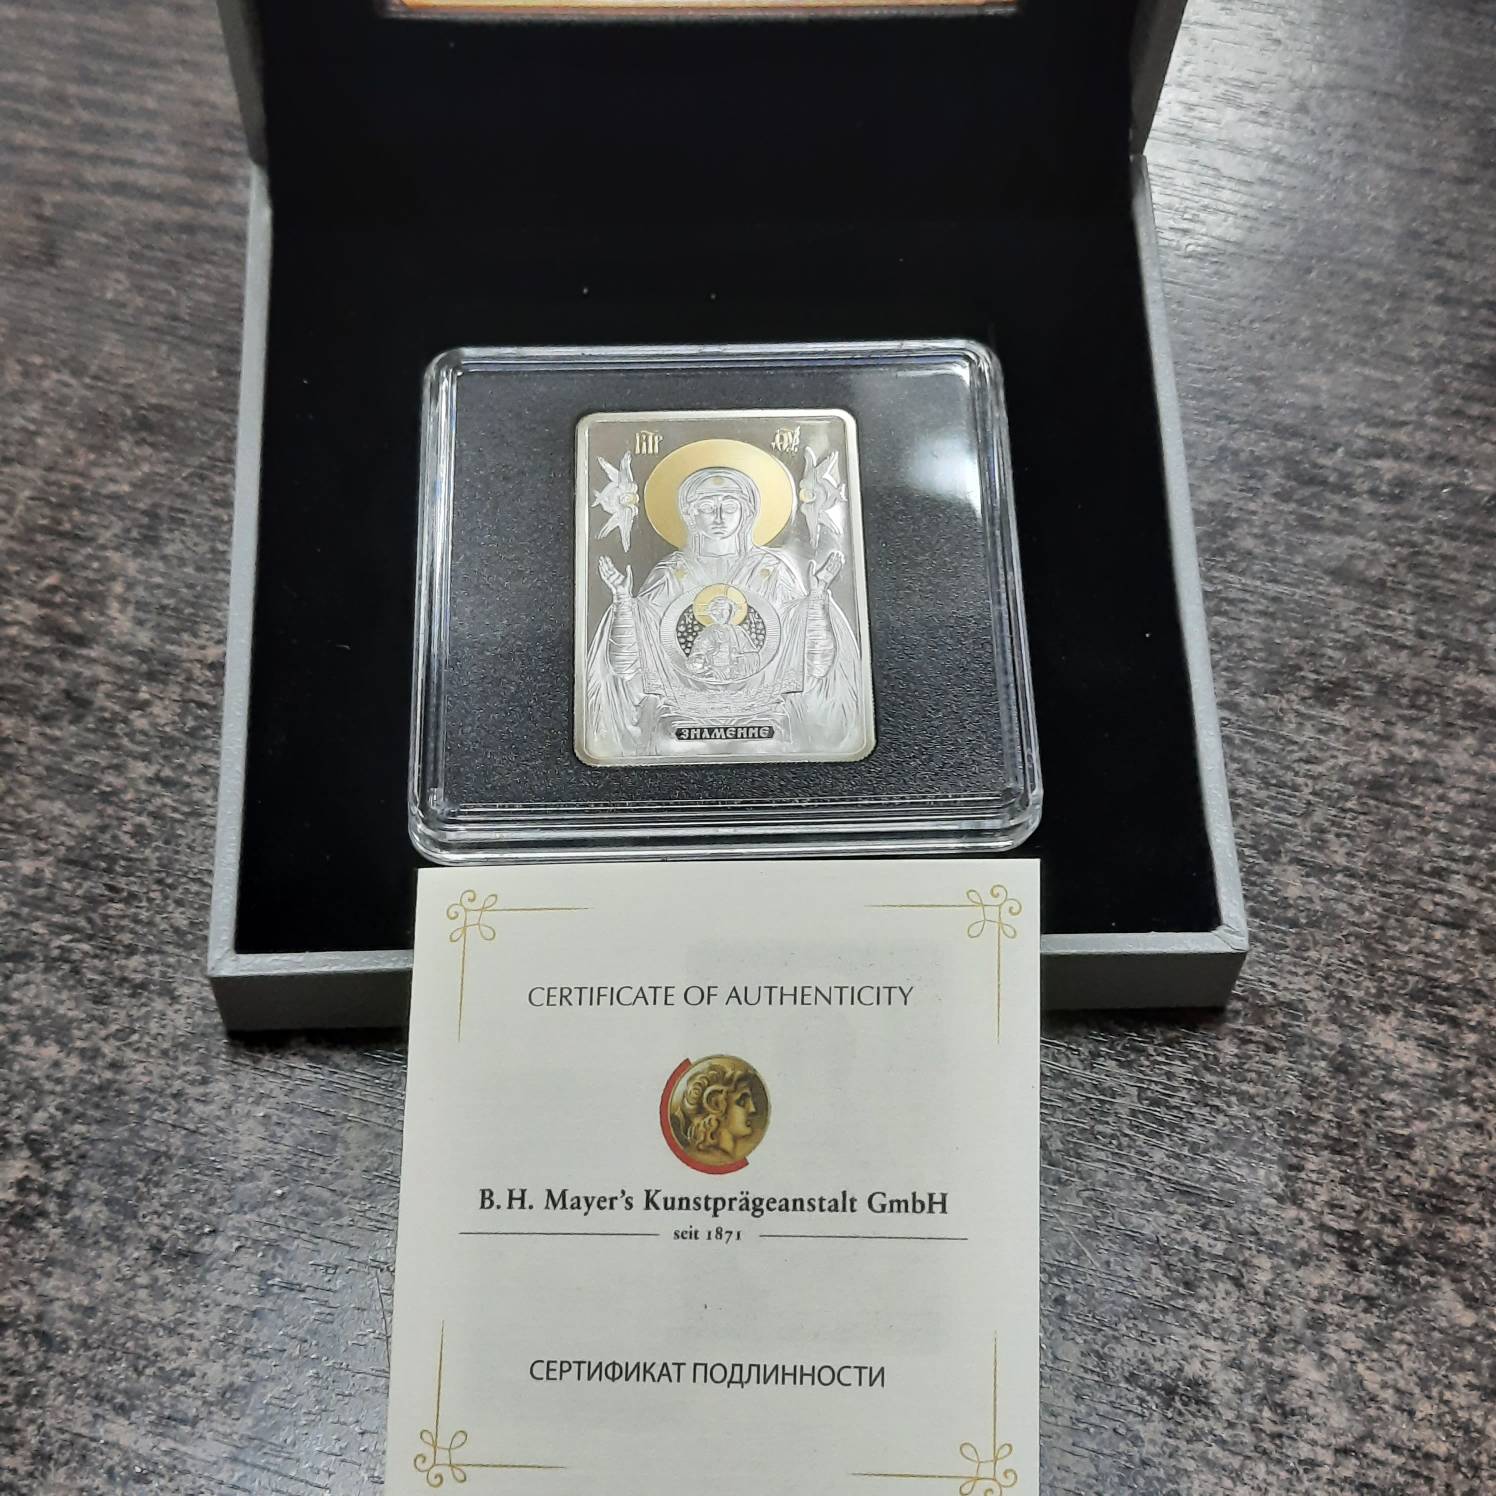 ЗНАМЕНИЕ
CERTIFICATE OF AUTHENTICITY
B. H. Mayer's Kunstprägeanstalt GmbH
seit 1871
СЕРТИФИКАТ ПОДЛИННОСТИ